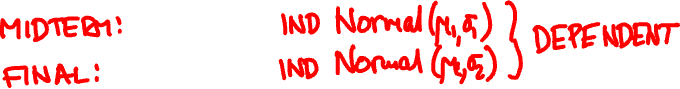 MIDTERM: IND Normal(μ₁,σ₁) } DEPENDENT
FINAL: IND Normal(μ₂,σ₂)